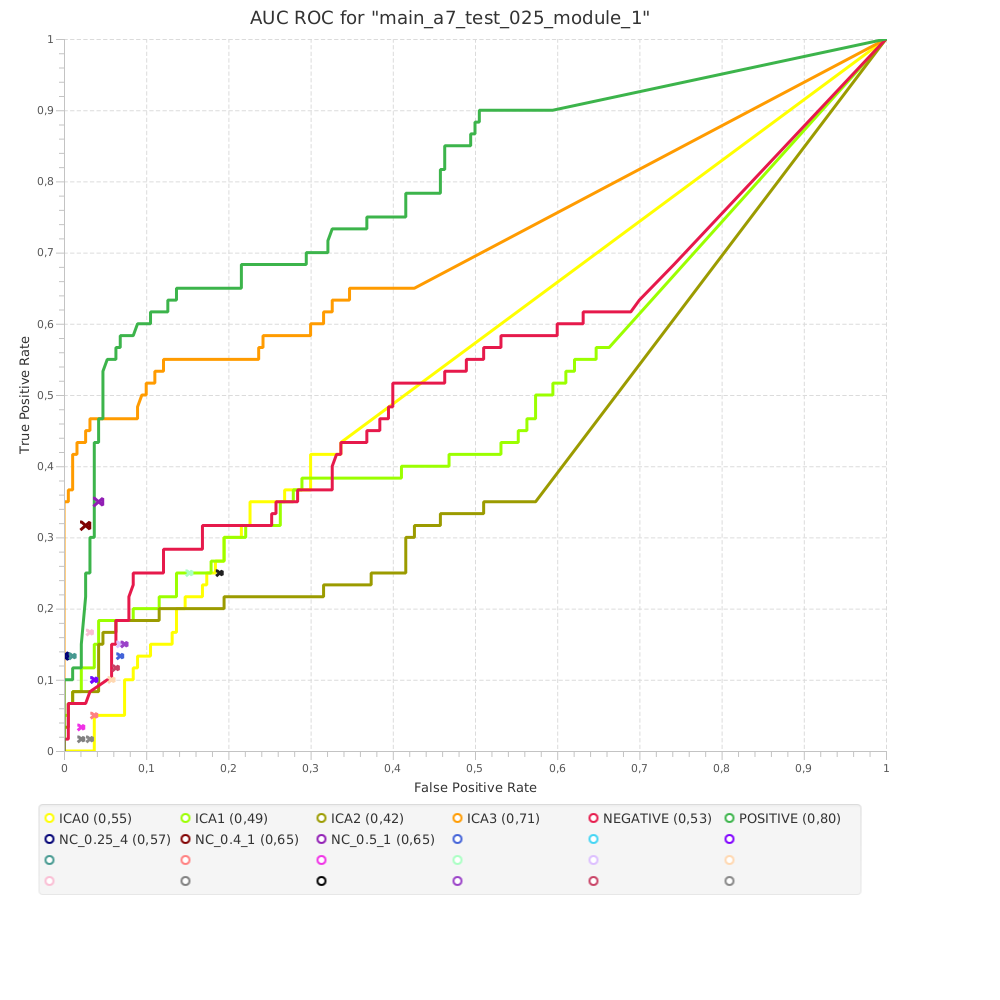 AUC ROC for "main_a7_test_025_module_1"
1
0,9
0,8
0,7
0,6
0,5
0,4
0,3
0,2
0,1
0
True Positive Rate
0 0,1 0,2 0,3 0,4 0,5 0,6 0,7 0,8 0,9 1
False Positive Rate
ICA0 (0,55) ICA1 (0,49) ICA2 (0,42) ICA3 (0,71) NEGATIVE (0,53) POSITIVE (0,80)
NC_0.25_4 (0,57) NC_0.4_1 (0,65) NC_0.5_1 (0,65)